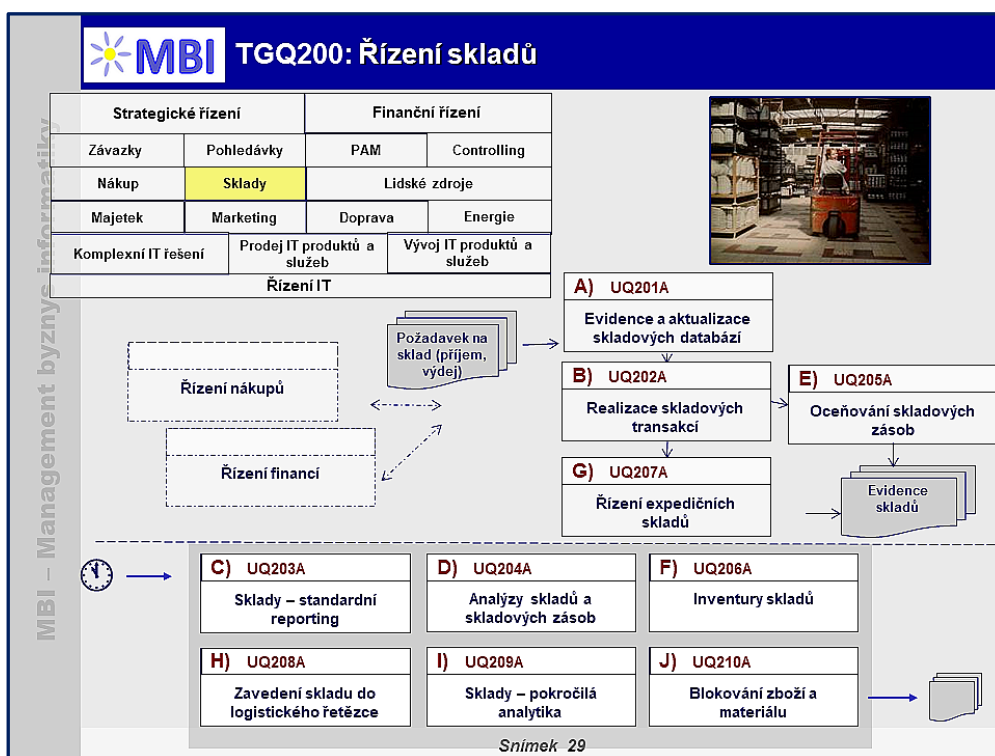 MBI
TGQ200: Řízení skladů
MBI – Management byznys informatiky
Strategické řízení
Finanční řízení
Závazky
Pohledávky
PAM
Controlling
Nákup
Sklady
Lidské zdroje
Majetek
Marketing
Doprava
Energie
Komplexní IT řešení
Prodej IT produktů a
služeb
Vývoj IT produktů a
služeb
Řízení IT
Požadavek na
sklad (příjem,
výdej)
Řízení nákupů
Řízení financí
A) UQ201A
Evidence a aktualizace
skladových databází
B) UQ202A
Realizace skladových
transakcí
E) UQ205A
Oceňování skladových
zásob
G) UQ207A
Řízení expedičních
skladů
Evidence
skladů
C) UQ203A
Sklady – standardní
reporting
D) UQ204A
Analýzy skladů a
skladových zásob
F) UQ206A
Inventury skladů
H) UQ208A
Zavedení skladu do
logistického řetězce
I) UQ209A
Sklady – pokročilá
analytika
J) UQ210A
Blokování zboží a
materiálu
Snímek 29